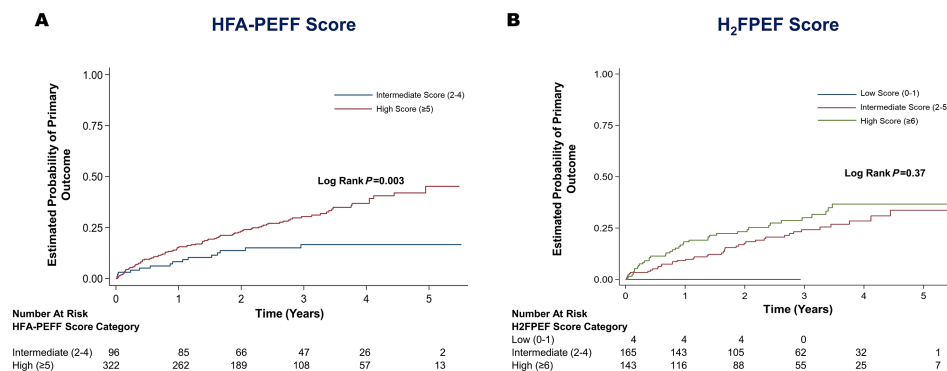 A
HFA-PEFF Score
1.00
0.75
0.50
0.25
0.00
Estimated Probability of Primary
Outcome
Intermediate Score (2-4)
High Score (≥5)
Log Rank P=0.003
0 1 2 3 4 5
Time (Years)
Number At Risk
HFA-PEFF Score Category
Intermediate (2-4) 96 85 66 47 26 2
High (≥5) 322 262 189 108 57 13
B
H₂FPEF Score
1.00
0.75
0.50
0.25
0.00
Estimated Probability of Primary
Outcome
Low Score (0-1)
Intermediate Score (2-5
High Score (≥6)
Log Rank P=0.37
0 1 2 3 4 5
Time (Years)
Number At Risk
H2FPEF Score Category
Low (0-1) 4 4 4 0
Intermediate (2-4) 165 143 105 62 32 1
High (≥6) 143 116 88 55 25 7